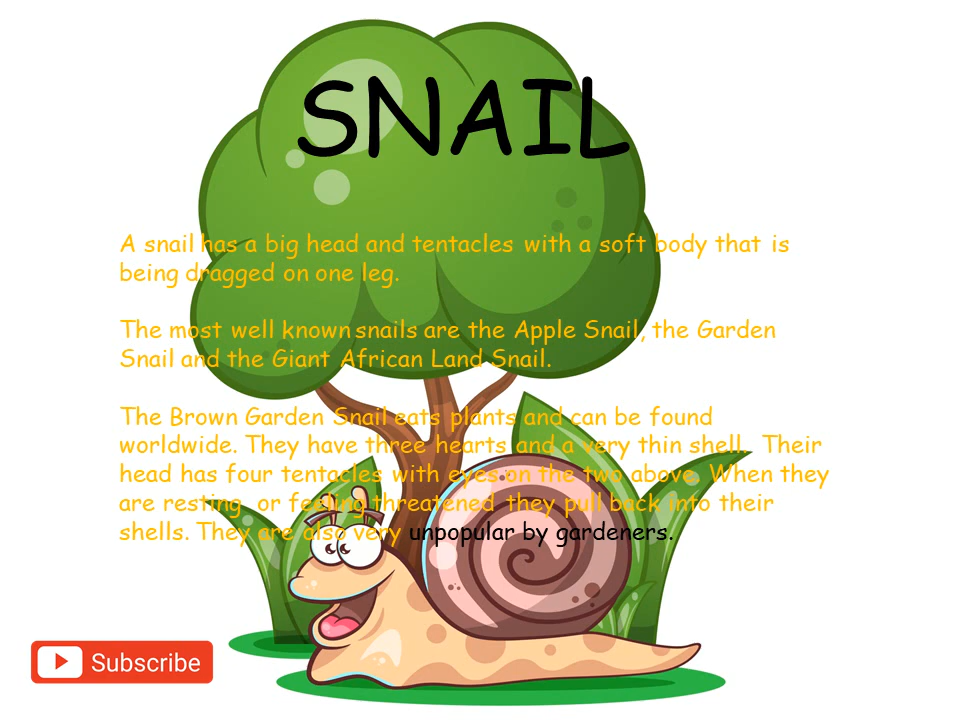 SNAIL
A snail has a big head and tentacles with a soft body that is
being dragged on one leg.
The most well known snails are the Apple Snail, the Garden
Snail and the Giant African Land Snail.
The Brown Garden Snail eats plants and can be found
worldwide. They have three hearts and a very thin shell. Their
head has four tentacles with eyes on the two above. When they
are resting or feeling threatened they pull back into their
shells. They are also very unpopular by gardeners.
Subscribe